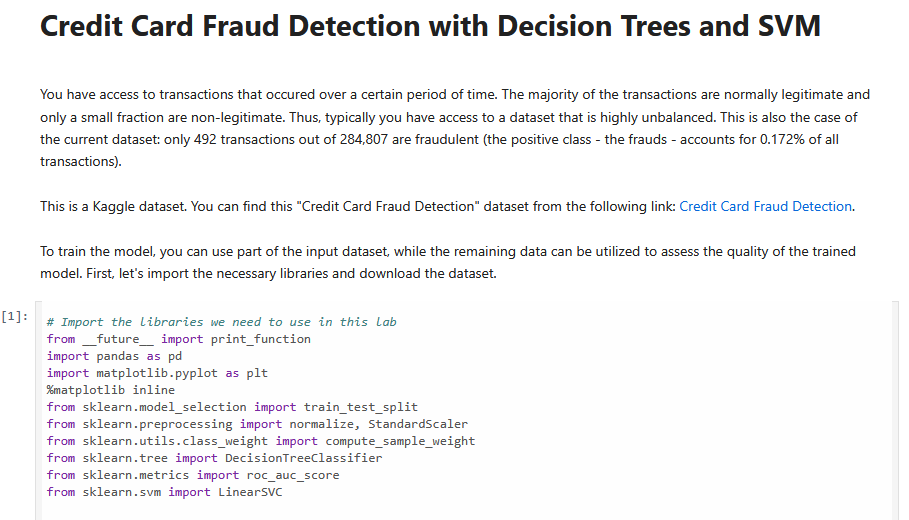 Credit Card Fraud Detection with Decision Trees and SVM
You have access to transactions that occured over a certain period of time. The majority of the transactions are normally legitimate and
only a small fraction are non-legitimate. Thus, typically you have access to a dataset that is highly unbalanced. This is also the case of
the current dataset: only 492 transactions out of 284,807 are fraudulent (the positive class - the frauds - accounts for 0.172% of all
transactions).
This is a Kaggle dataset. You can find this "Credit Card Fraud Detection" dataset from the following link: Credit Card Fraud Detection.
To train the model, you can use part of the input dataset, while the remaining data can be utilized to assess the quality of the trained
model. First, let's import the necessary libraries and download the dataset.
[1]:
# Import the libraries we need to use in this lab
from __future__ import print_function
import pandas as pd
import matplotlib.pyplot as plt
%matplotlib inline
from sklearn.model_selection import train_test_split
from sklearn.preprocessing import normalize, StandardScaler
from sklearn.utils.class_weight import compute_sample_weight
from sklearn.tree import DecisionTreeClassifier
from sklearn.metrics import roc_auc_score
from sklearn.svm import LinearSVC